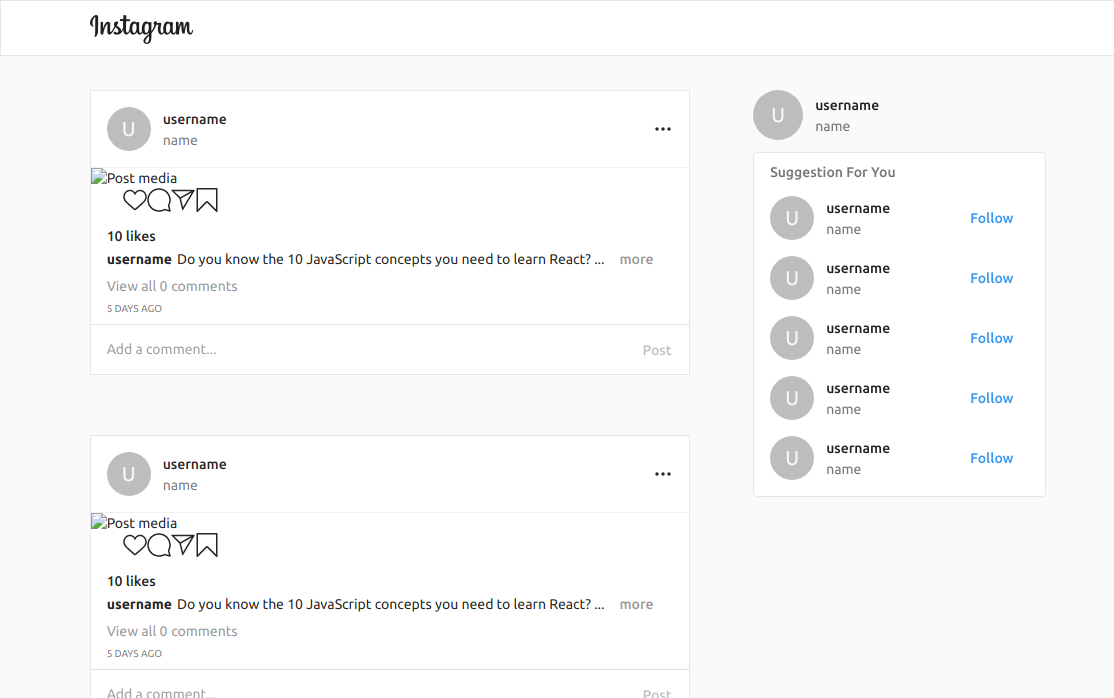 Instagram
U
username
name
Post media
10 likes
username Do you know the 10 JavaScript concepts you need to learn React? ... more
View all 0 comments
5 DAYS AGO
Add a comment...
Post
U
username
name
Post media
10 likes
username Do you know the 10 JavaScript concepts you need to learn React? ... more
View all 0 comments
5 DAYS AGO
Add a comment...
Post
U
username
name
Suggestion For You
U
username
name
Follow
U
username
name
Follow
U
username
name
Follow
U
username
name
Follow
U
username
name
Follow